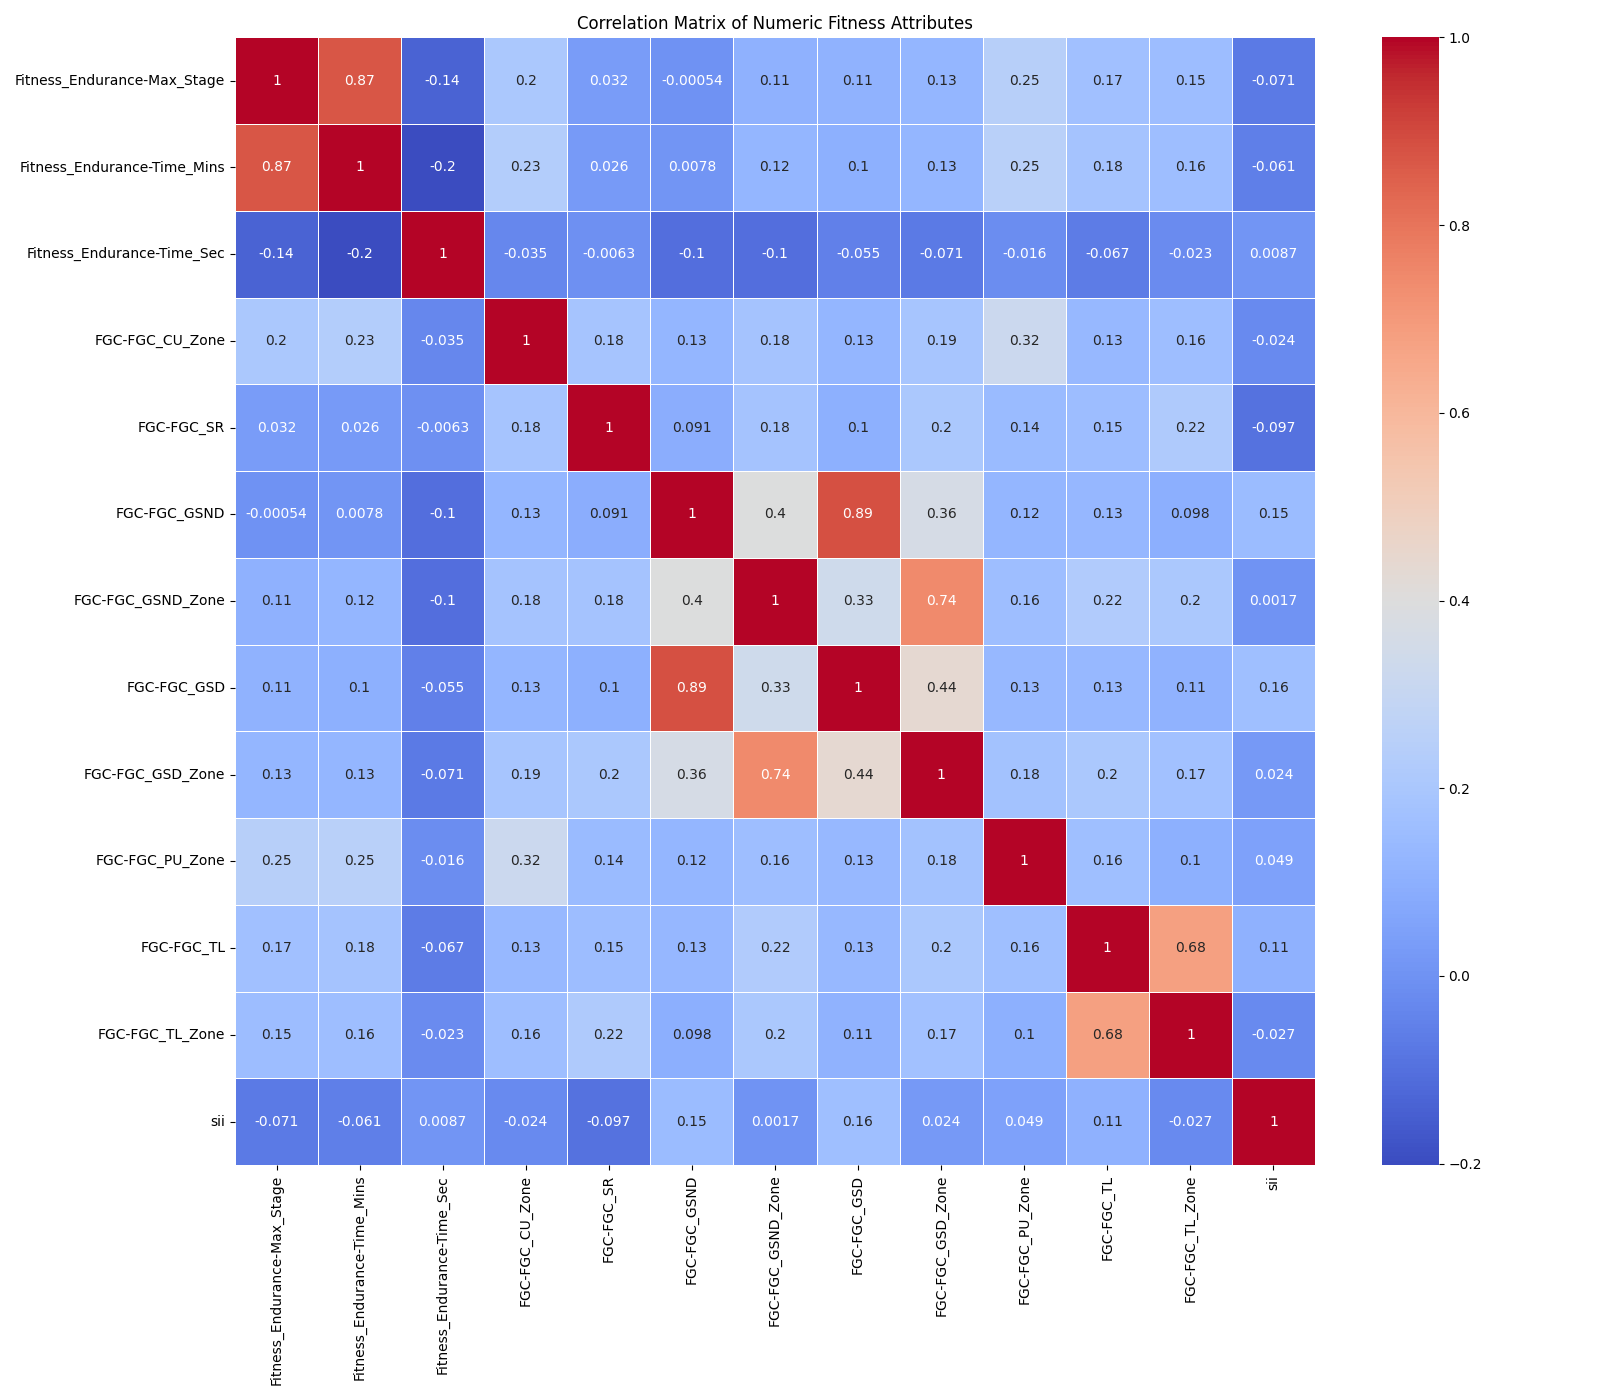 Correlation Matrix of Numeric Fitness Attributes
Fitness_Endurance-Max_Stage 1 0.87 -0.14 0.2 0.032 -0.00054 0.11 0.11 0.13 0.25 0.17 0.15 -0.071
Fitness_Endurance-Time_Mins 0.87 1 -0.2 0.23 0.026 0.0078 0.12 0.1 0.13 0.25 0.18 0.16 -0.061
Fitness_Endurance-Time_Sec -0.14 -0.2 1 -0.035 -0.0063 -0.1 -0.1 -0.055 -0.071 -0.016 -0.067 -0.023 0.0087
FGC-FGC_CU_Zone 0.2 0.23 -0.035 1 0.18 0.13 0.18 0.13 0.19 0.32 0.13 0.16 -0.024
FGC-FGC_SR 0.032 0.026 -0.0063 0.18 1 0.091 0.18 0.1 0.2 0.14 0.15 0.22 -0.097
FGC-FGC_GSND -0.00054 0.0078 -0.1 0.13 0.091 1 0.4 0.89 0.36 0.12 0.13 0.098 0.15
FGC-FGC_GSND_Zone 0.11 0.12 -0.1 0.18 0.18 0.4 1 0.33 0.74 0.16 0.22 0.2 0.0017
FGC-FGC_GSD 0.11 0.1 -0.055 0.13 0.1 0.89 0.33 1 0.44 0.13 0.13 0.11 0.16
FGC-FGC_GSD_Zone 0.13 0.13 -0.071 0.19 0.2 0.36 0.74 0.44 1 0.18 0.2 0.17 0.024
FGC-FGC_PU_Zone 0.25 0.25 -0.016 0.32 0.14 0.12 0.16 0.13 0.18 1 0.16 0.1 0.049
FGC-FGC_TL 0.17 0.18 -0.067 0.13 0.15 0.13 0.22 0.13 0.2 0.16 1 0.68 0.11
FGC-FGC_TL_Zone 0.15 0.16 -0.023 0.16 0.22 0.098 0.2 0.11 0.17 0.1 0.68 1 -0.027
sii -0.071 -0.061 0.0087 -0.024 -0.097 0.15 0.0017 0.16 0.024 0.049 0.11 -0.027 1
Fitness_Endurance-Max_Stage
Fitness_Endurance-Time_Mins
Fitness_Endurance-Time_Sec
FGC-FGC_CU_Zone
FGC-FGC_SR
FGC-FGC_GSND
FGC-FGC_GSND_Zone
FGC-FGC_GSD
FGC-FGC_GSD_Zone
FGC-FGC_PU_Zone
FGC-FGC_TL
FGC-FGC_TL_Zone
sii
1.0
0.8
0.6
0.4
0.2
0.0
−0.2